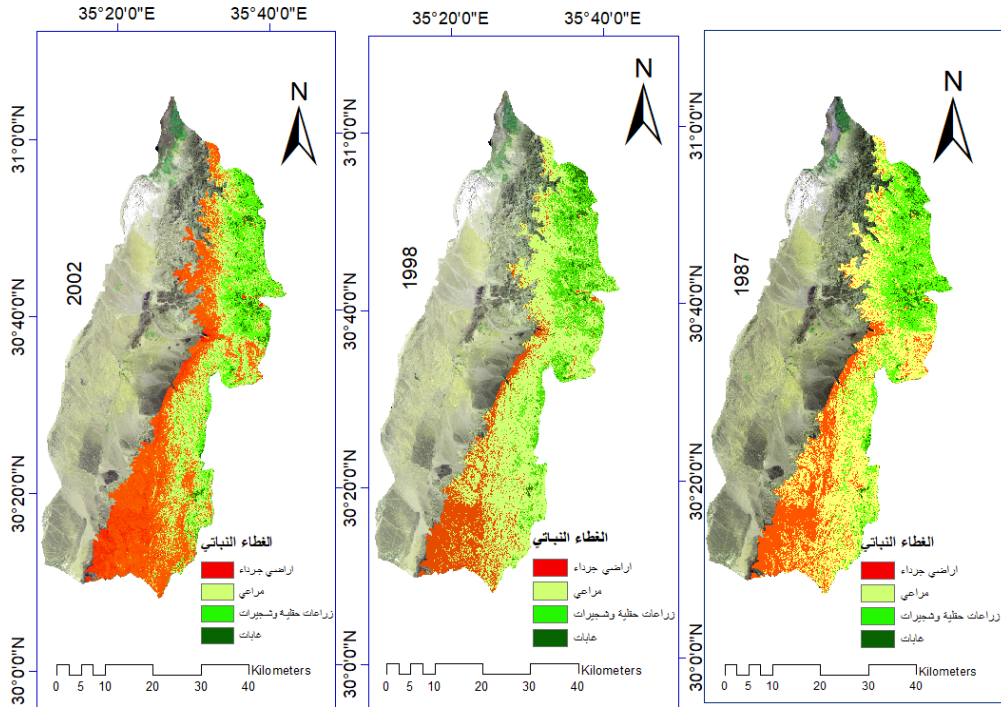 35°20'0"E 35°40'0"E
N
31°0'0"N
2002
30°40'0"N
30°20'0"N
30°0'0"N
الغطاء النباتي
اراضي جرداء
مراعي
زراعات حقلية وشجيرات
غابات
Kilometers
0 5 10 20 30 40
35°20'0"E 35°40'0"E
N
31°0'0"N
1998
30°40'0"N
30°20'0"N
30°0'0"N
الغطاء النباتي
اراضي جرداء
مراعي
زراعات حقلية وشجيرات
غابات
Kilometers
0 5 10 20 30 40
N
31°0'0"N
1987
30°40'0"N
30°20'0"N
30°0'0"N
الغطاء النباتي
اراضي جرداء
مراعي
زراعات حقلية وشجيرات
غابات
Kilometers
0 5 10 20 30 40